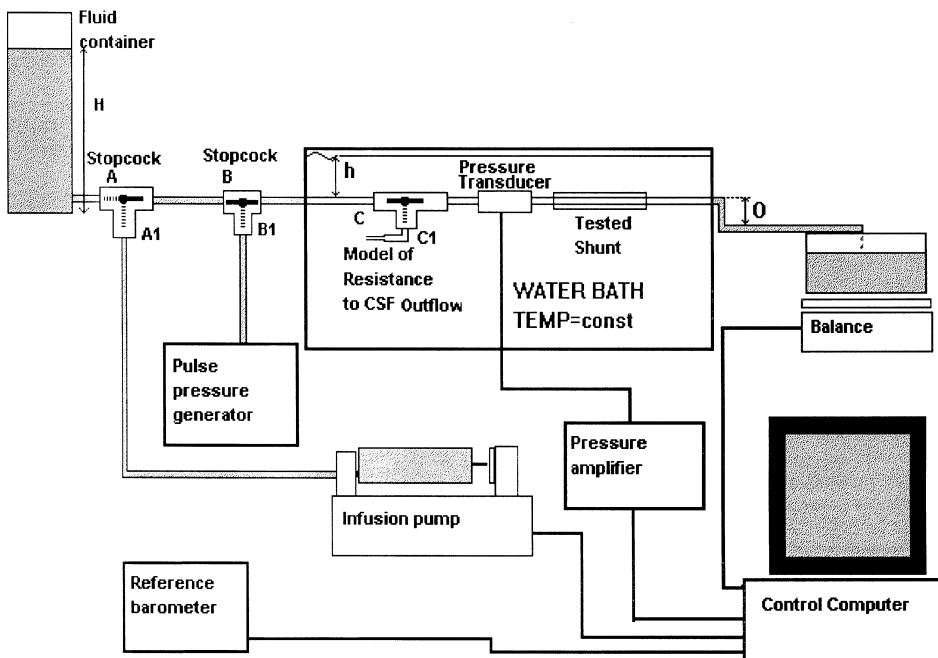 Fluid
container
H
Stopcock
A
Stopcock
B
A1
B1
h
Pressure
Transducer
C
C1
Model of
Resistance
to CSF Outflow
Tested
Shunt
O
WATER BATH
TEMP=const
Balance
Pulse
pressure
generator
Pressure
amplifier
Infusion pump
Reference
barometer
Control Computer